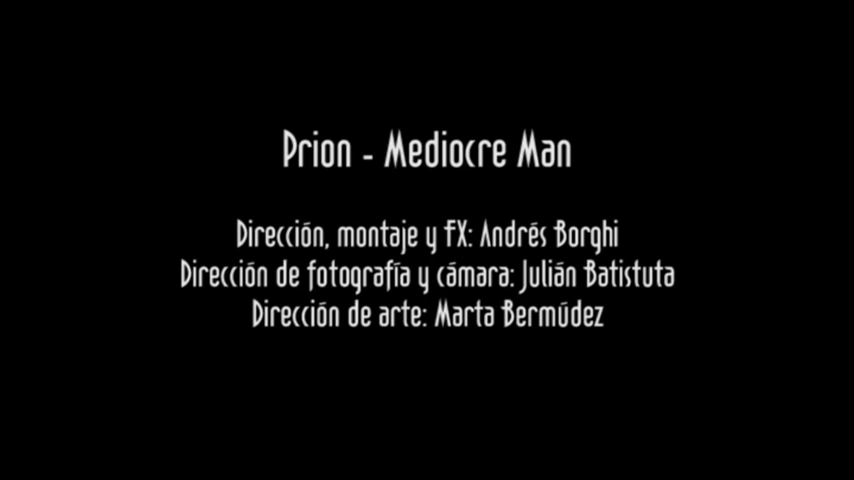 Prion - Mediocre Man
Dirección, montaje y FX: Andrés Borghi
Dirección de fotografía y cámara: Julián Batistuta
Dirección de arte: Marta Bermúdez